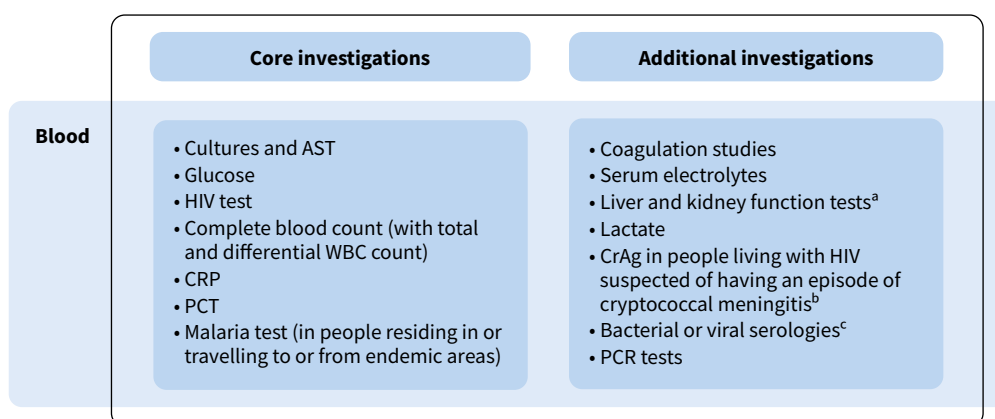 Core investigations
Additional investigations
Blood
• Cultures and AST
• Glucose
• HIV test
• Complete blood count (with total
and differential WBC count)
• CRP
• PCT
• Malaria test (in people residing in or
travelling to or from endemic areas)
• Coagulation studies
• Serum electrolytes
• Liver and kidney function testsᵃ
• Lactate
• CrAg in people living with HIV
suspected of having an episode of
cryptococcal meningitisᵇ
• Bacterial or viral serologiesᶜ
• PCR tests